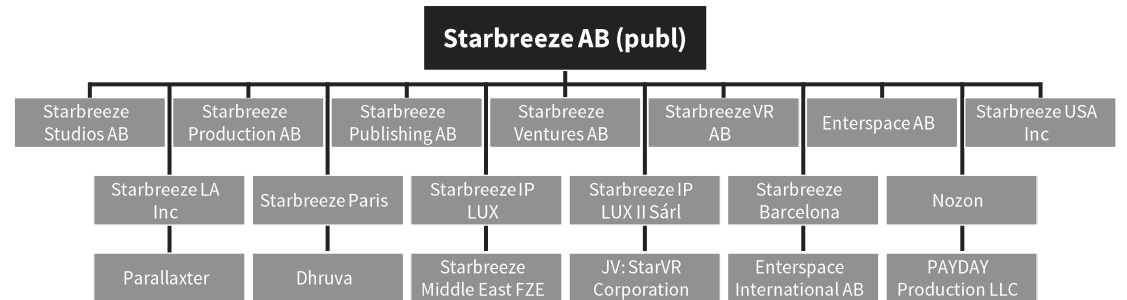 Starbreeze AB (publ)
Starbreeze
Studios AB
Starbreeze
Production AB
Starbreeze
Publishing AB
Starbreeze
Ventures AB
Starbreeze VR
AB
Enterspace AB
Starbreeze USA
Inc
Starbreeze LA
Inc
Starbreeze Paris
Starbreeze IP
LUX
Starbreeze IP
LUX II Sárl
Starbreeze
Barcelona
Nozon
Parallaxter
Dhruva
Starbreeze
Middle East FZE
JV: StarVR
Corporation
Enterspace
International AB
PAYDAY
Production LLC